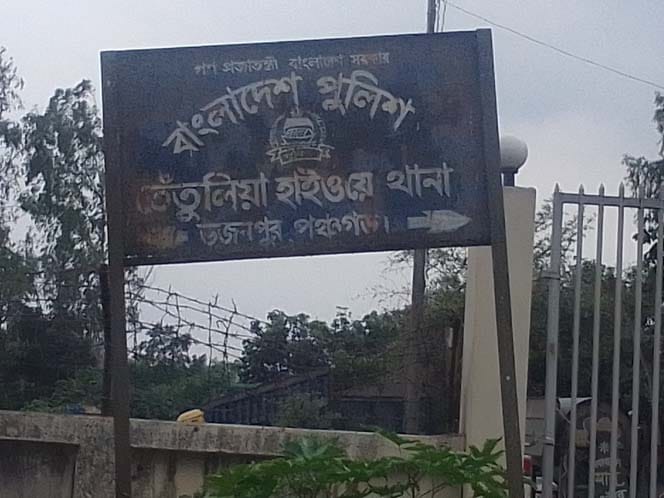 গণ প্রজাতন্ত্রী বাংলাদেশ সরকার
বাংলাদেশ পুলিশ
তেঁতুলিয়া হাইওয়ে থানা
ভজনপুর, পঞ্চগড়।